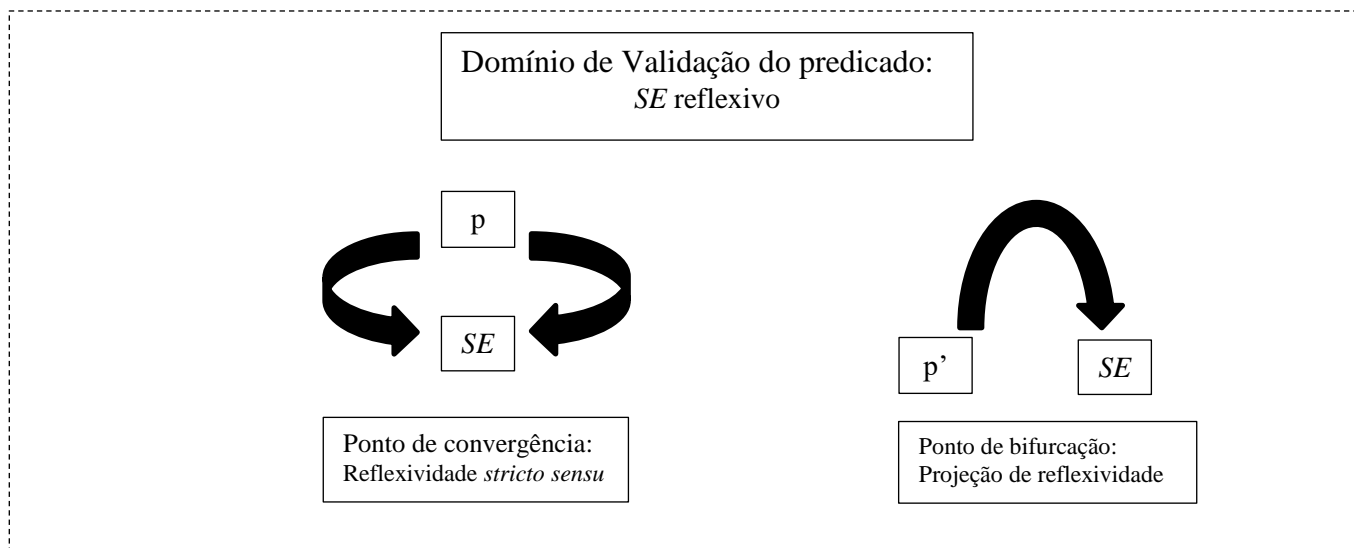 Domínio de Validação do predicado:
SE reflexivo
p
SE
Ponto de convergência:
Reflexividade stricto sensu
p’
SE
Ponto de bifurcação:
Projeção de reflexividade